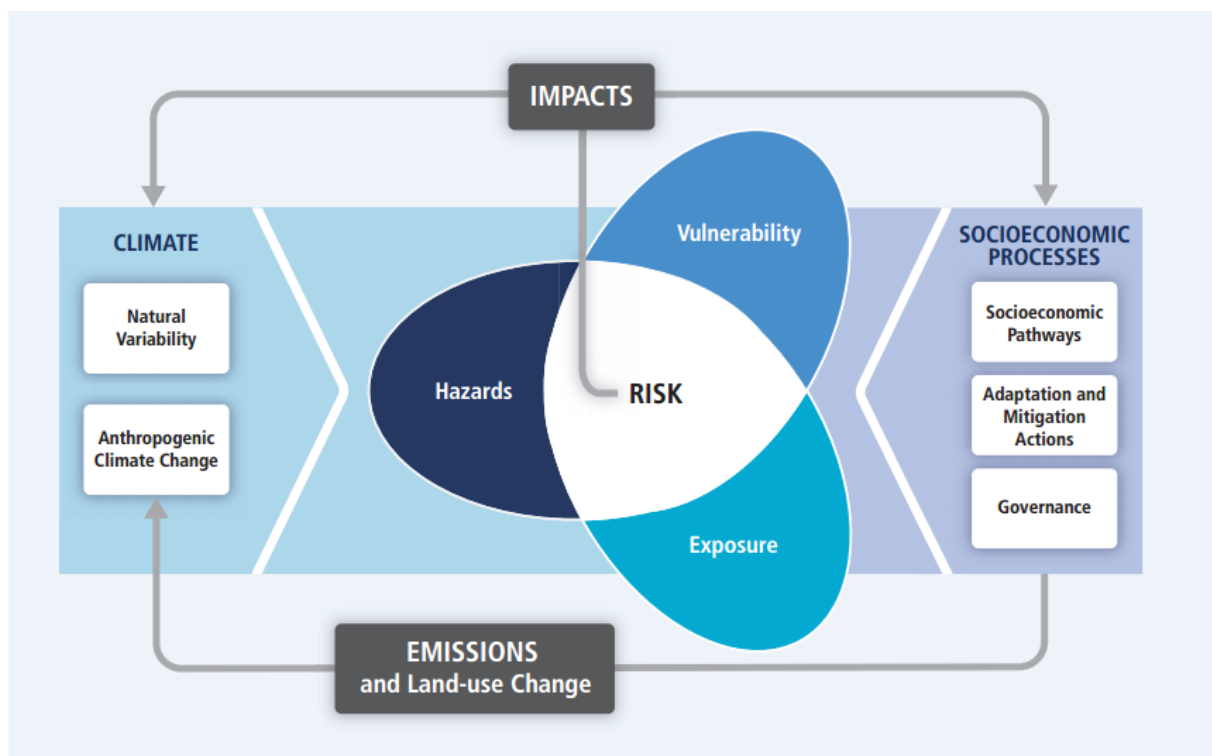 IMPACTS
CLIMATE
Natural
Variability
Anthropogenic
Climate Change
Vulnerability
Hazards
RISK
Exposure
SOCIOECONOMIC
PROCESSES
Socioeconomic
Pathways
Adaptation and
Mitigation
Actions
Governance
EMISSIONS
and Land-use Change